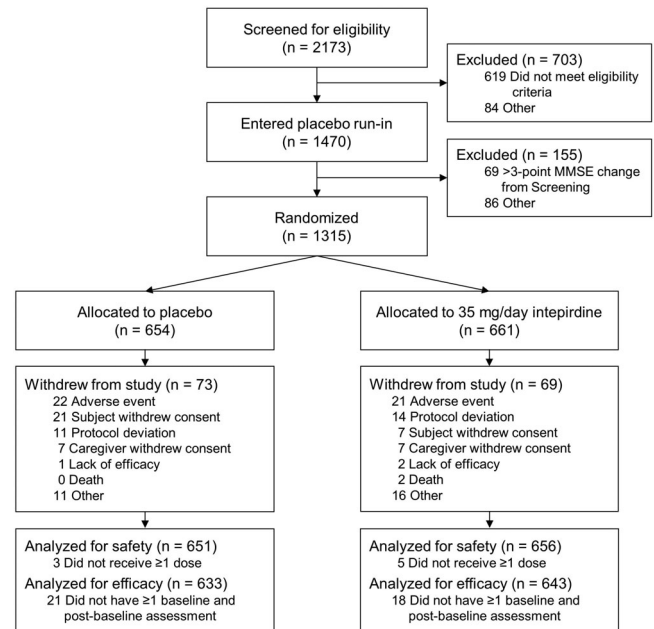 Screened for eligibility
(n = 2173)
Excluded (n = 703)
619 Did not meet eligibility
criteria
84 Other
Entered placebo run-in
(n = 1470)
Excluded (n = 155)
69 >3-point MMSE change
from Screening
86 Other
Randomized
(n = 1315)
Allocated to placebo
(n = 654)
Withdrew from study (n = 73)
22 Adverse event
21 Subject withdrew consent
11 Protocol deviation
7 Caregiver withdrew consent
1 Lack of efficacy
0 Death
11 Other
Analyzed for safety (n = 651)
3 Did not receive ≥1 dose
Analyzed for efficacy (n = 633)
21 Did not have ≥1 baseline and
post-baseline assessment
Allocated to 35 mg/day intepirdine
(n = 661)
Withdrew from study (n = 69)
21 Adverse event
14 Protocol deviation
7 Subject withdrew consent
7 Caregiver withdrew consent
2 Lack of efficacy
2 Death
16 Other
Analyzed for safety (n = 656)
5 Did not receive ≥1 dose
Analyzed for efficacy (n = 643)
18 Did not have ≥1 baseline and
post-baseline assessment